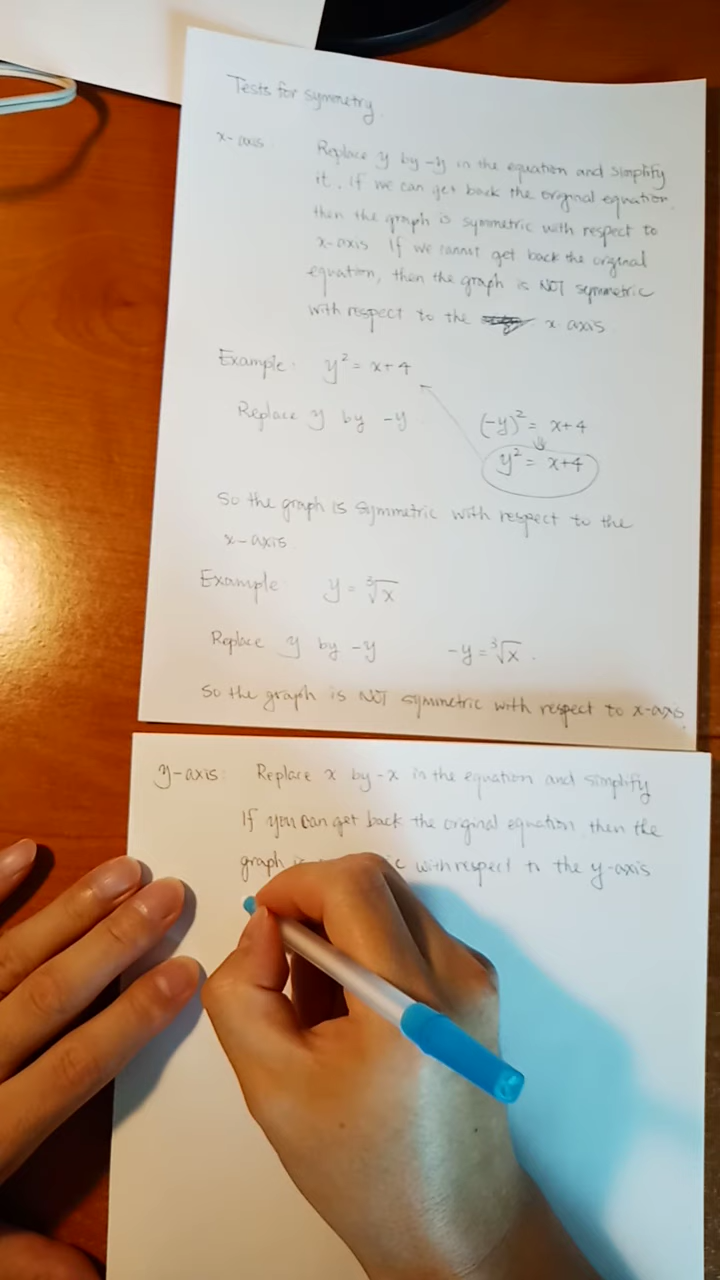 Tests for symmetry
x-axis: Replace y by -y in the equation and simplify
it. If we can get back the original equation,
then the graph is symmetric with respect to
x-axis If we cannot get back the orginal
equation, then the graph is NOT symmetric
with respect to the x axis
Example: y² = x+4
Replace y by -y (-y)² = x+4
y² = x+4
So the graph is symmetric with respect to the
x-axis.
Example y = ∛x
Replace y by -y -y = ∛x.
So the graph is NOT symmetric with respect to x-axis.
y-axis: Replace x by -x in the equation and simplify
If you can get back the orginal equation, then the
graph with respect to the y-axis